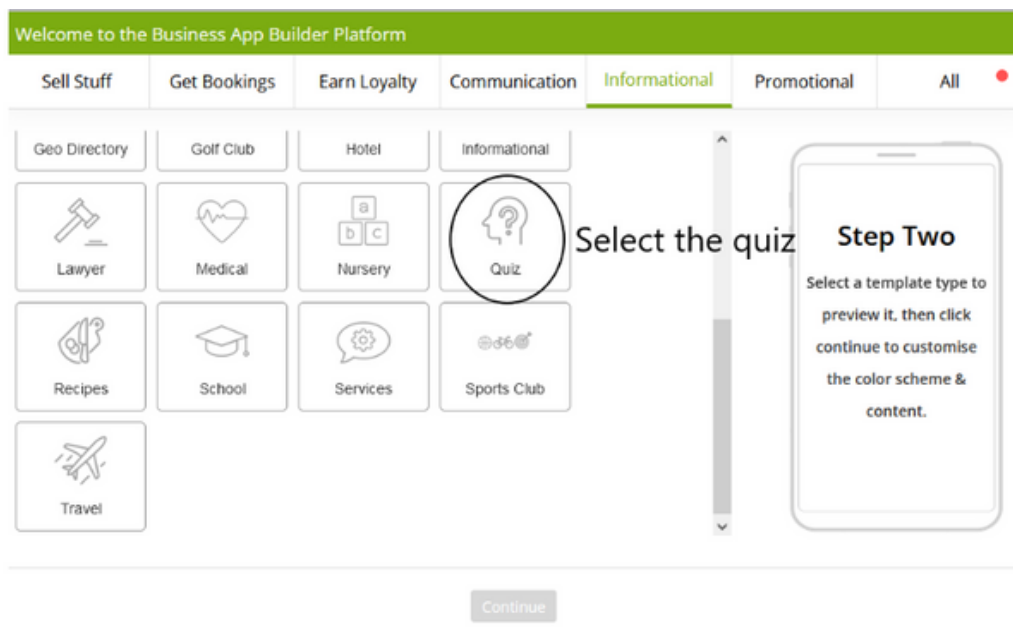 Welcome to the Business App Builder Platform
Sell Stuff Get Bookings Earn Loyalty Communication Informational Promotional All
Geo Directory Golf Club Hotel Informational
a
b c
Lawyer Medical Nursery Quiz
Select the quiz
Recipes School Services Sports Club
Travel
Step Two
Select a template type to
preview it, then click
continue to customise
the color scheme &
content.
Continue